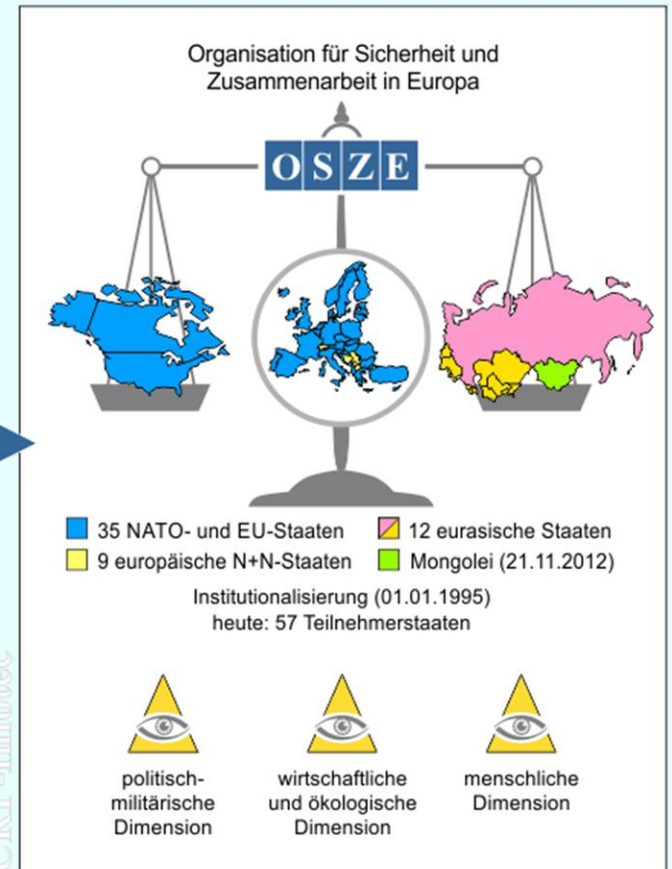 Organisation für Sicherheit und
Zusammenarbeit in Europa
OSZE
35 NATO- und EU-Staaten
12 eurasische Staaten
9 europäische N+N-Staaten
Mongolei (21.11.2012)
Institutionalisierung (01.01.1995)
heute: 57 Teilnehmerstaaten
politisch-
militärische
Dimension
wirtschaftliche
und ökologische
Dimension
menschliche
Dimension